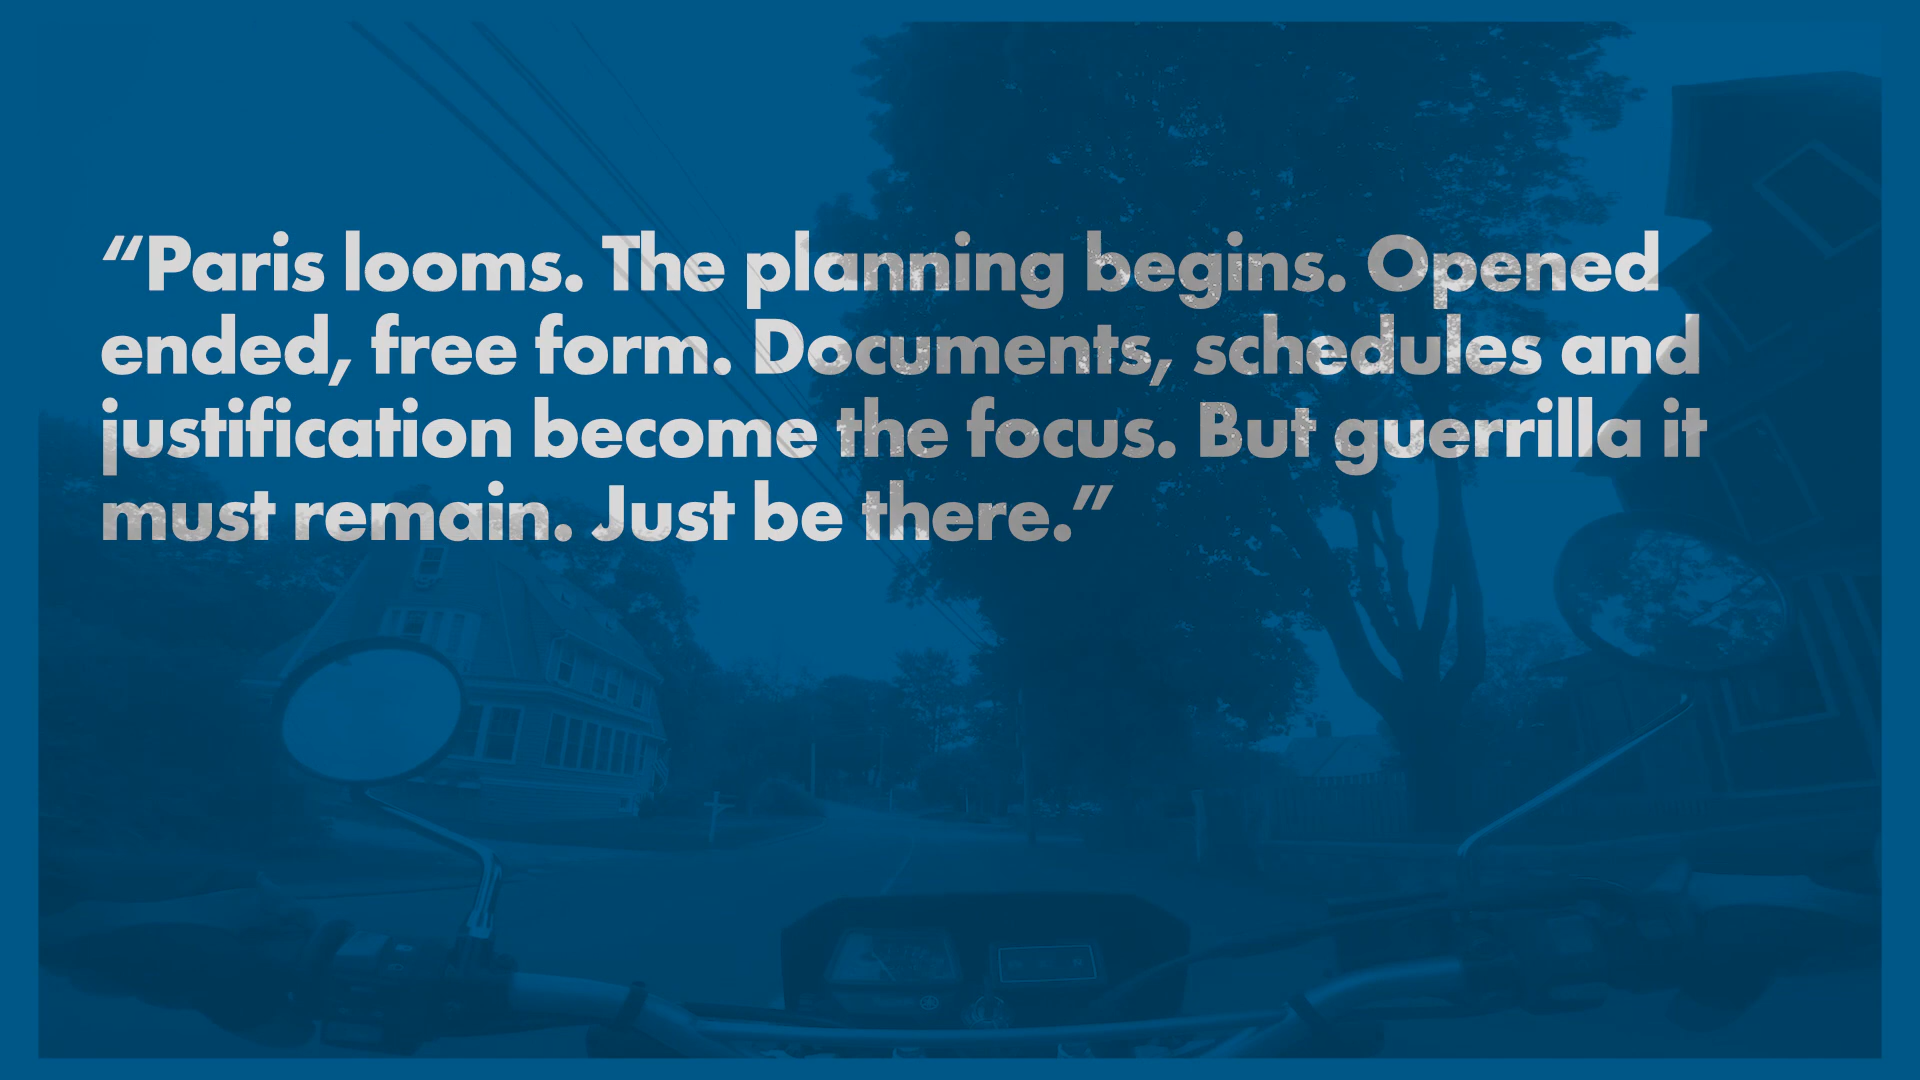 “Paris looms. The planning begins. Opened
ended, free form. Documents, schedules and
justification become the focus. But guerrilla it
must remain. Just be there.”